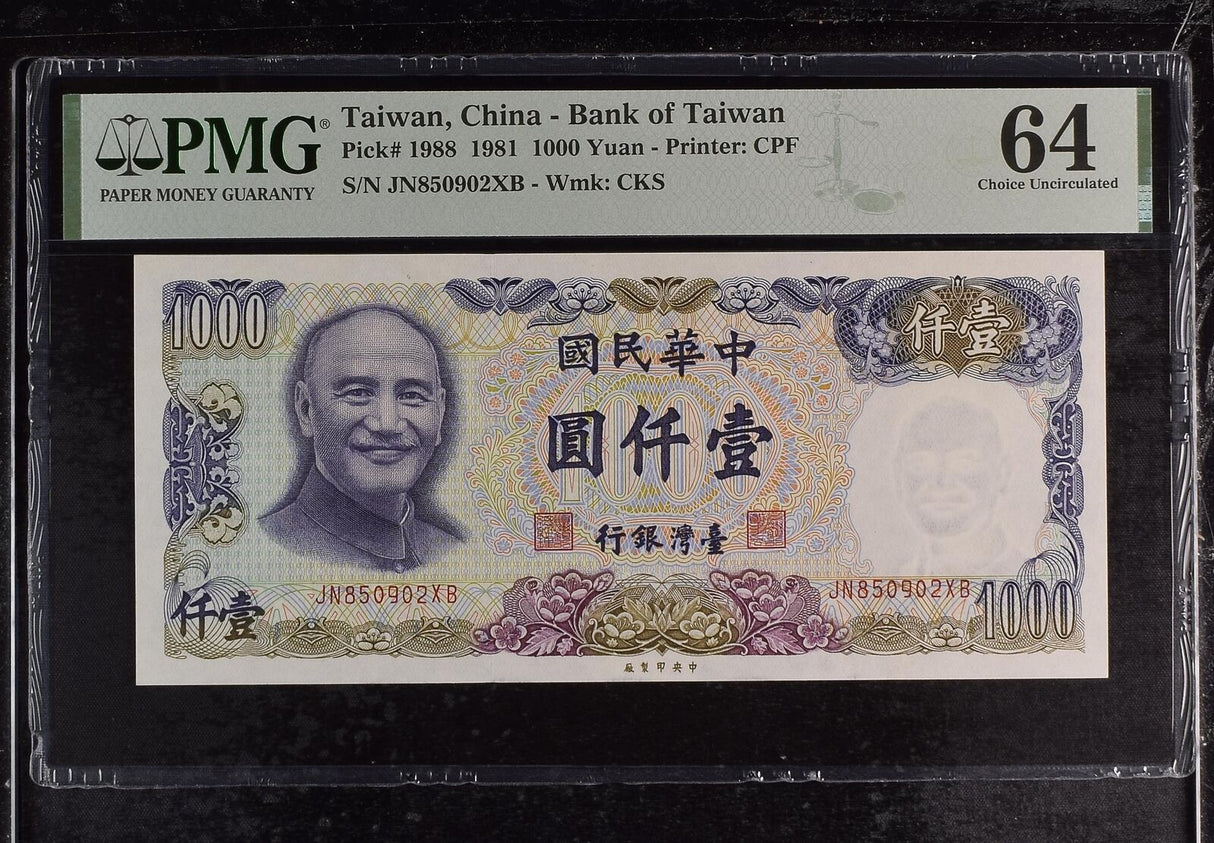 PMG®
PAPER MONEY GUARANTY
Taiwan, China - Bank of Taiwan
Pick# 1988 1981 1000 Yuan - Printer: CPF
S/N JN850902XB - Wmk: CKS
64
Choice Uncirculated
1000
仟壹
國民華中
1000
圓仟壹
行銀灣臺
JN850902XB
JN850902XB
仟壹
1000
廠製印央中